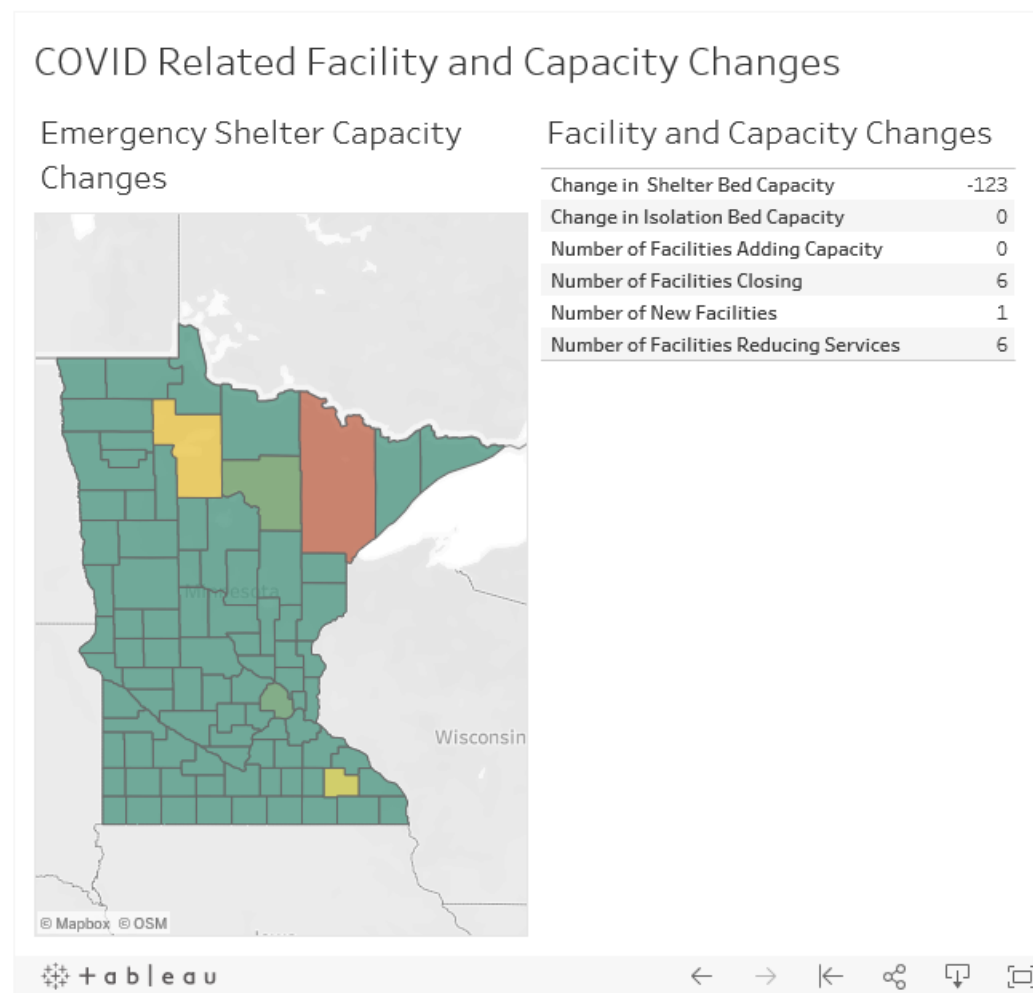 COVID Related Facility and Capacity Changes
Emergency Shelter Capacity
Changes
Facility and Capacity Changes
Change in Shelter Bed Capacity -123
Change in Isolation Bed Capacity 0
Number of Facilities Adding Capacity 0
Number of Facilities Closing 6
Number of New Facilities 1
Number of Facilities Reducing Services 6
Minnesota
Wisconsin
© Mapbox © OSM
+ a b | e a u